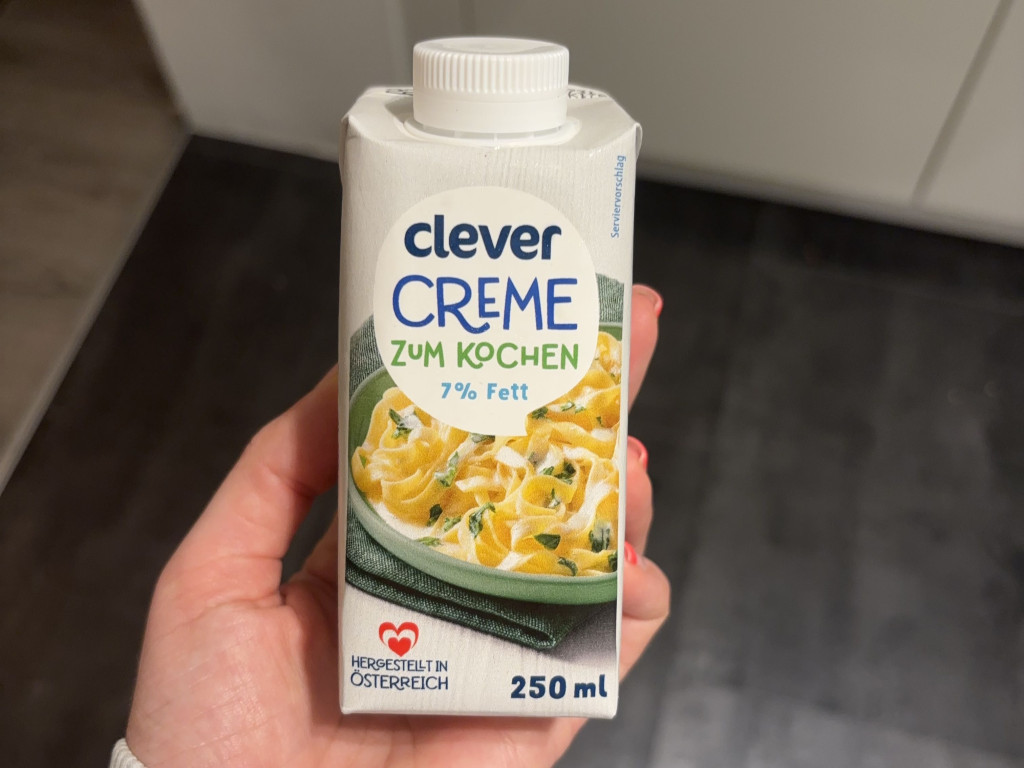 clever
CREME
ZUM KOCHEN
7% Fett
Serviervorschlag
HERGESTELLT IN
ÖSTERREICH
250 ml